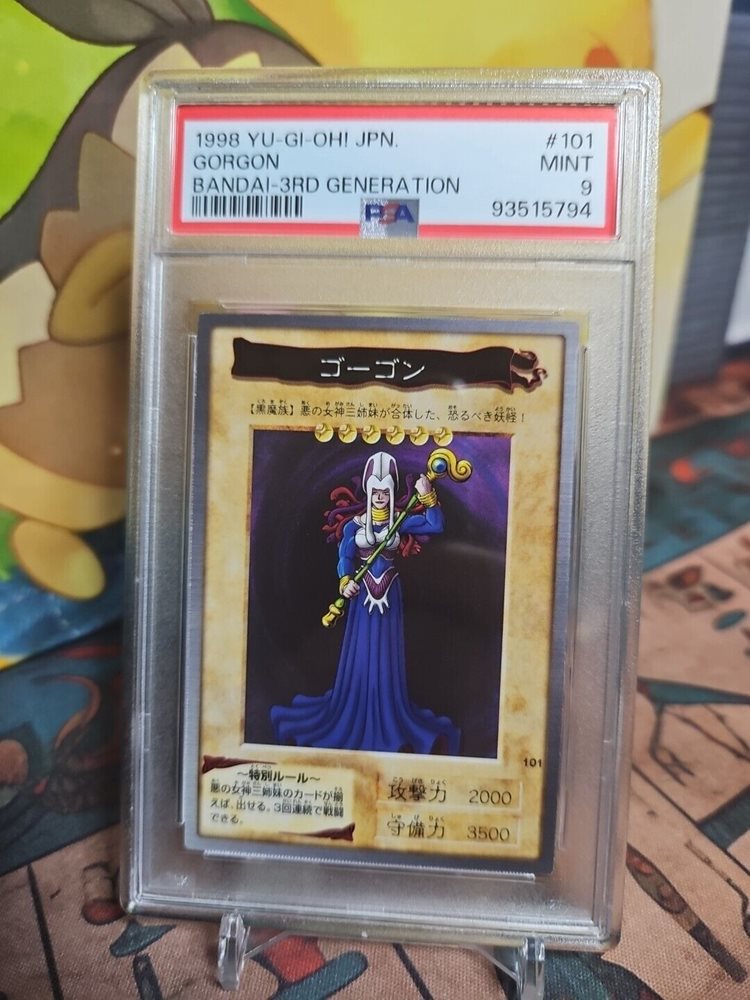 1998 YU-GI-OH! JPN. #101
GORGON MINT
BANDAI-3RD GENERATION 9
PSA 93515794
ゴーゴン
【黒魔族】悪の女神三姉妹が合体した、恐るべき妖怪!
101
~特別ルール~
悪の女神三姉妹のカードが揃
えば、出せる。3回連続で戦闘
できる。
攻撃力 2000
守備力 3500